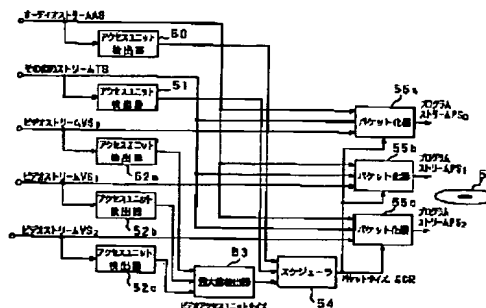 オーディオストリームAS
アクセスユニット
検出器
50
その他のストリームTS
アクセスユニット
検出器
51
ビデオストリームVS0
アクセスユニット
検出器
52a
ビデオストリームVS1
アクセスユニット
検出器
52b
ビデオストリームVS2
アクセスユニット
検出器
52c
53
最大値検出器
ビデオアクセスユニットサイズ
スケジューラ
54
パケットサイズ, SCR
55a
パケット化器
プログラム
ストリームPS0
55b
パケット化器
プログラム
ストリームPS1
55c
パケット化器
プログラム
ストリームPS2